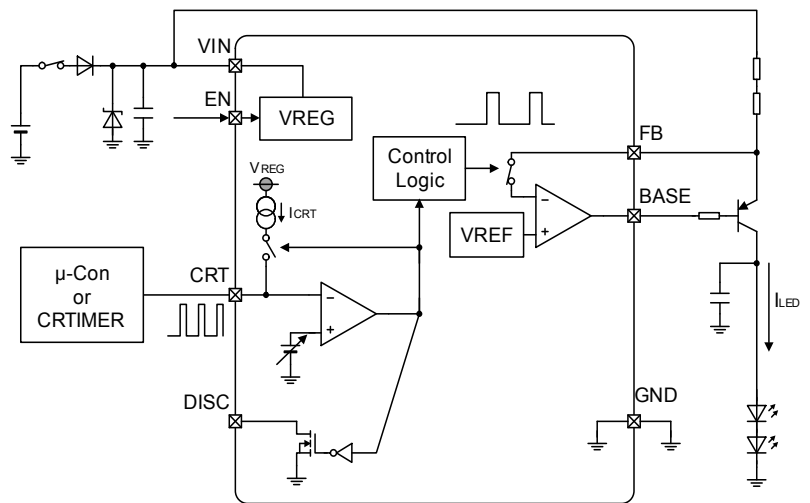 VIN
EN
VREG
FB
Control
Logic
VREG
ICRT
BASE
VREF
CRT
μ-Con
or
CRTIMER
−
+
−
+
ILED
DISC
GND